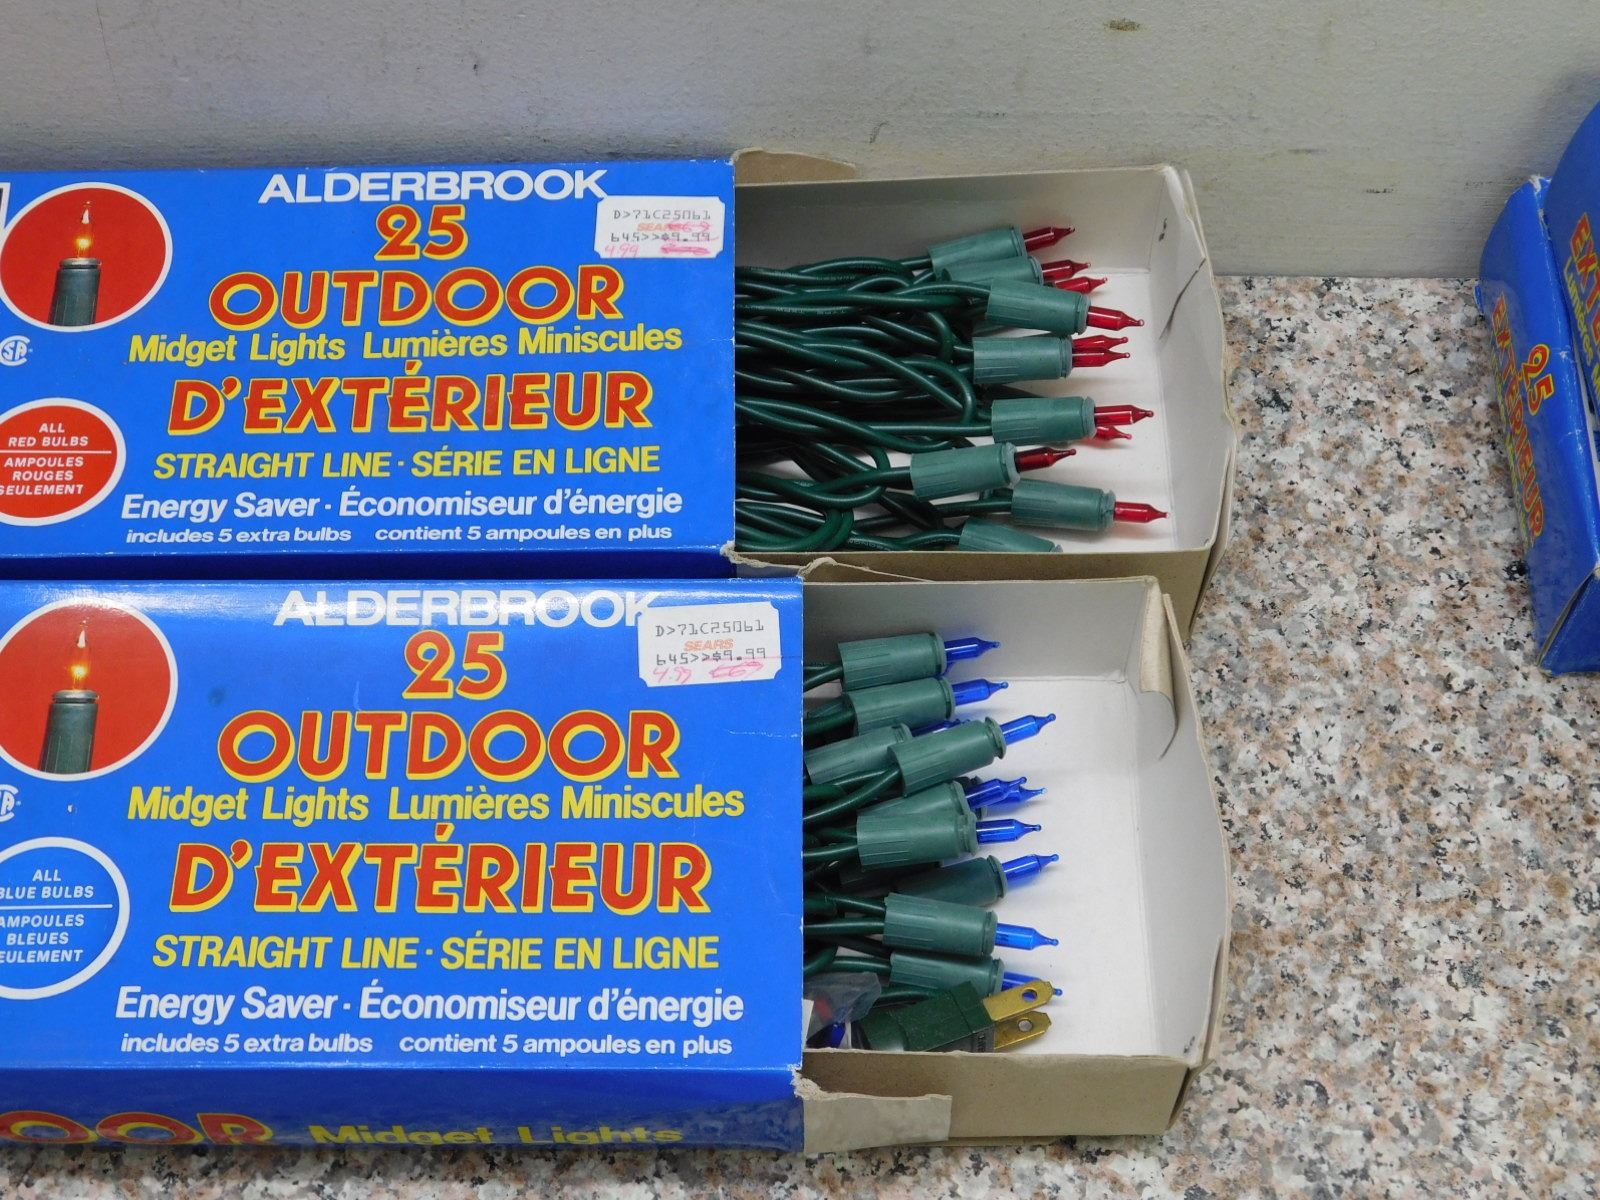 ALDERBROOK
25
OUTDOOR
Midget Lights Lumières Miniscules
D'EXTÉRIEUR
STRAIGHT LINE · SÉRIE EN LIGNE
Energy Saver · Économiseur d'énergie
includes 5 extra bulbs contient 5 ampoules en plus
ALL
RED BULBS
AMPOULES
ROUGES
SEULEMENT
D>71C25061
SEARS
645>>$9.99
4.99
ALDERBROOK
25
OUTDOOR
Midget Lights Lumières Miniscules
D'EXTÉRIEUR
STRAIGHT LINE · SÉRIE EN LIGNE
Energy Saver · Économiseur d'énergie
includes 5 extra bulbs contient 5 ampoules en plus
ALL
BLUE BULBS
AMPOULES
BLEUES
SEULEMENT
D>71C25061
SEARS
645>>$9.99
4.99
OOR Midget Lights
25
EXTÉRIEUR